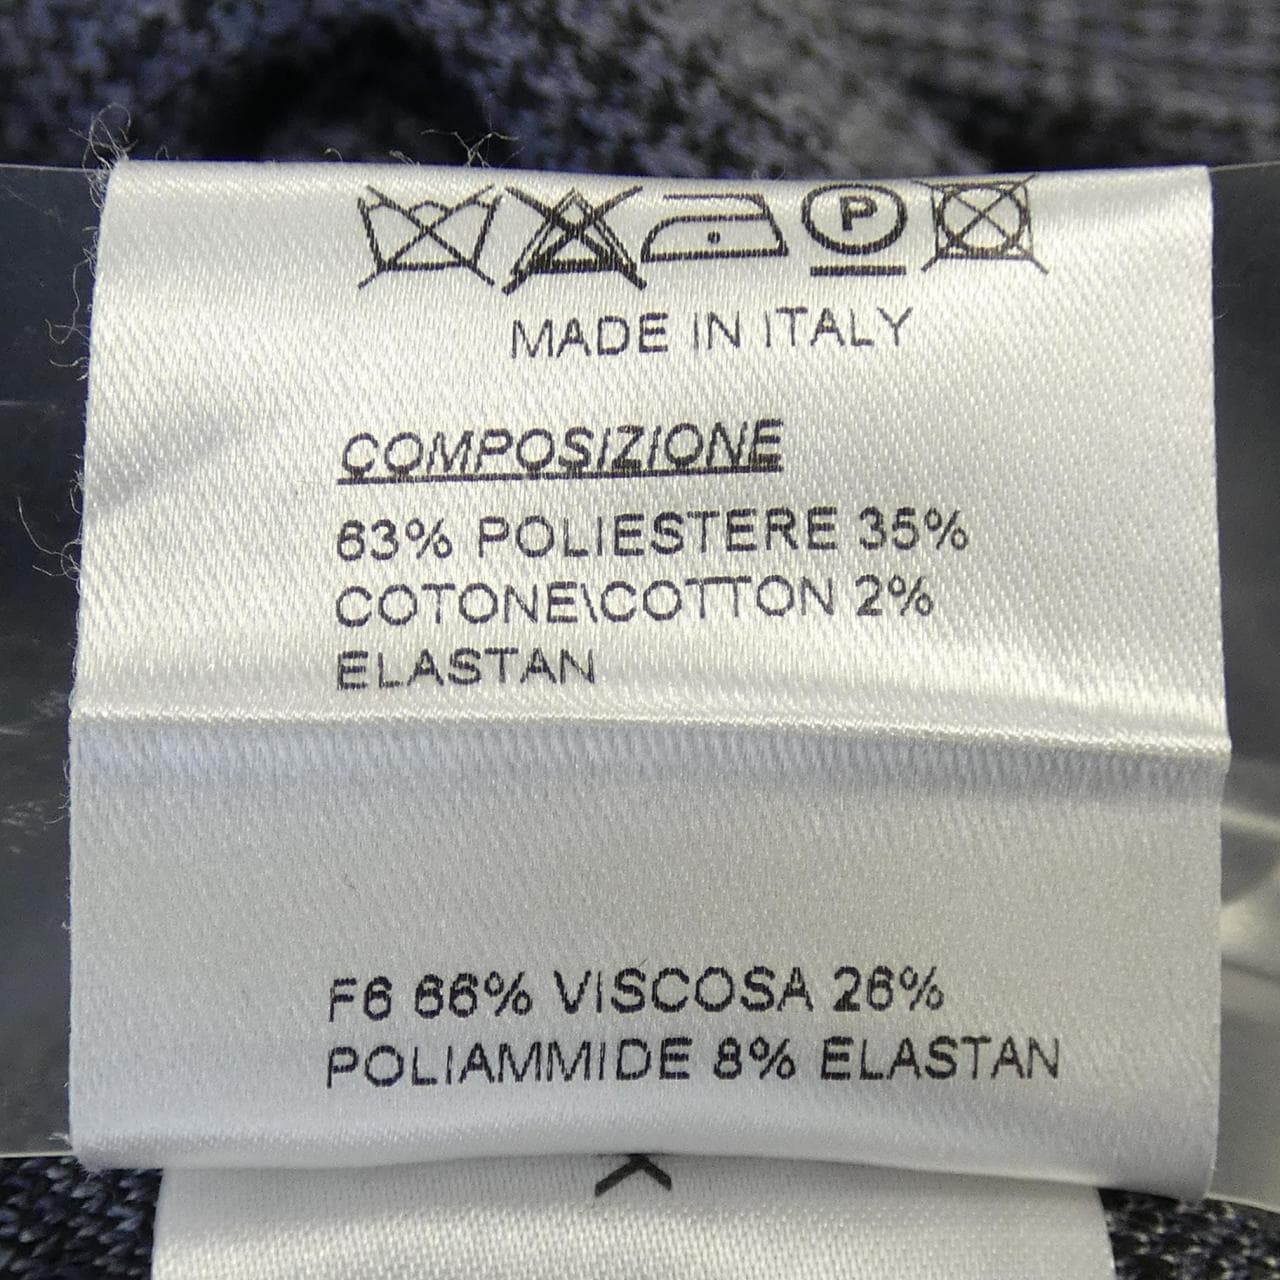 P
MADE IN ITALY
COMPOSIZIONE
63% POLIESTERE 35%
COTONE\COTTON 2%
ELASTAN
F6 66% VISCOSA 26%
POLIAMMIDE 8% ELASTAN